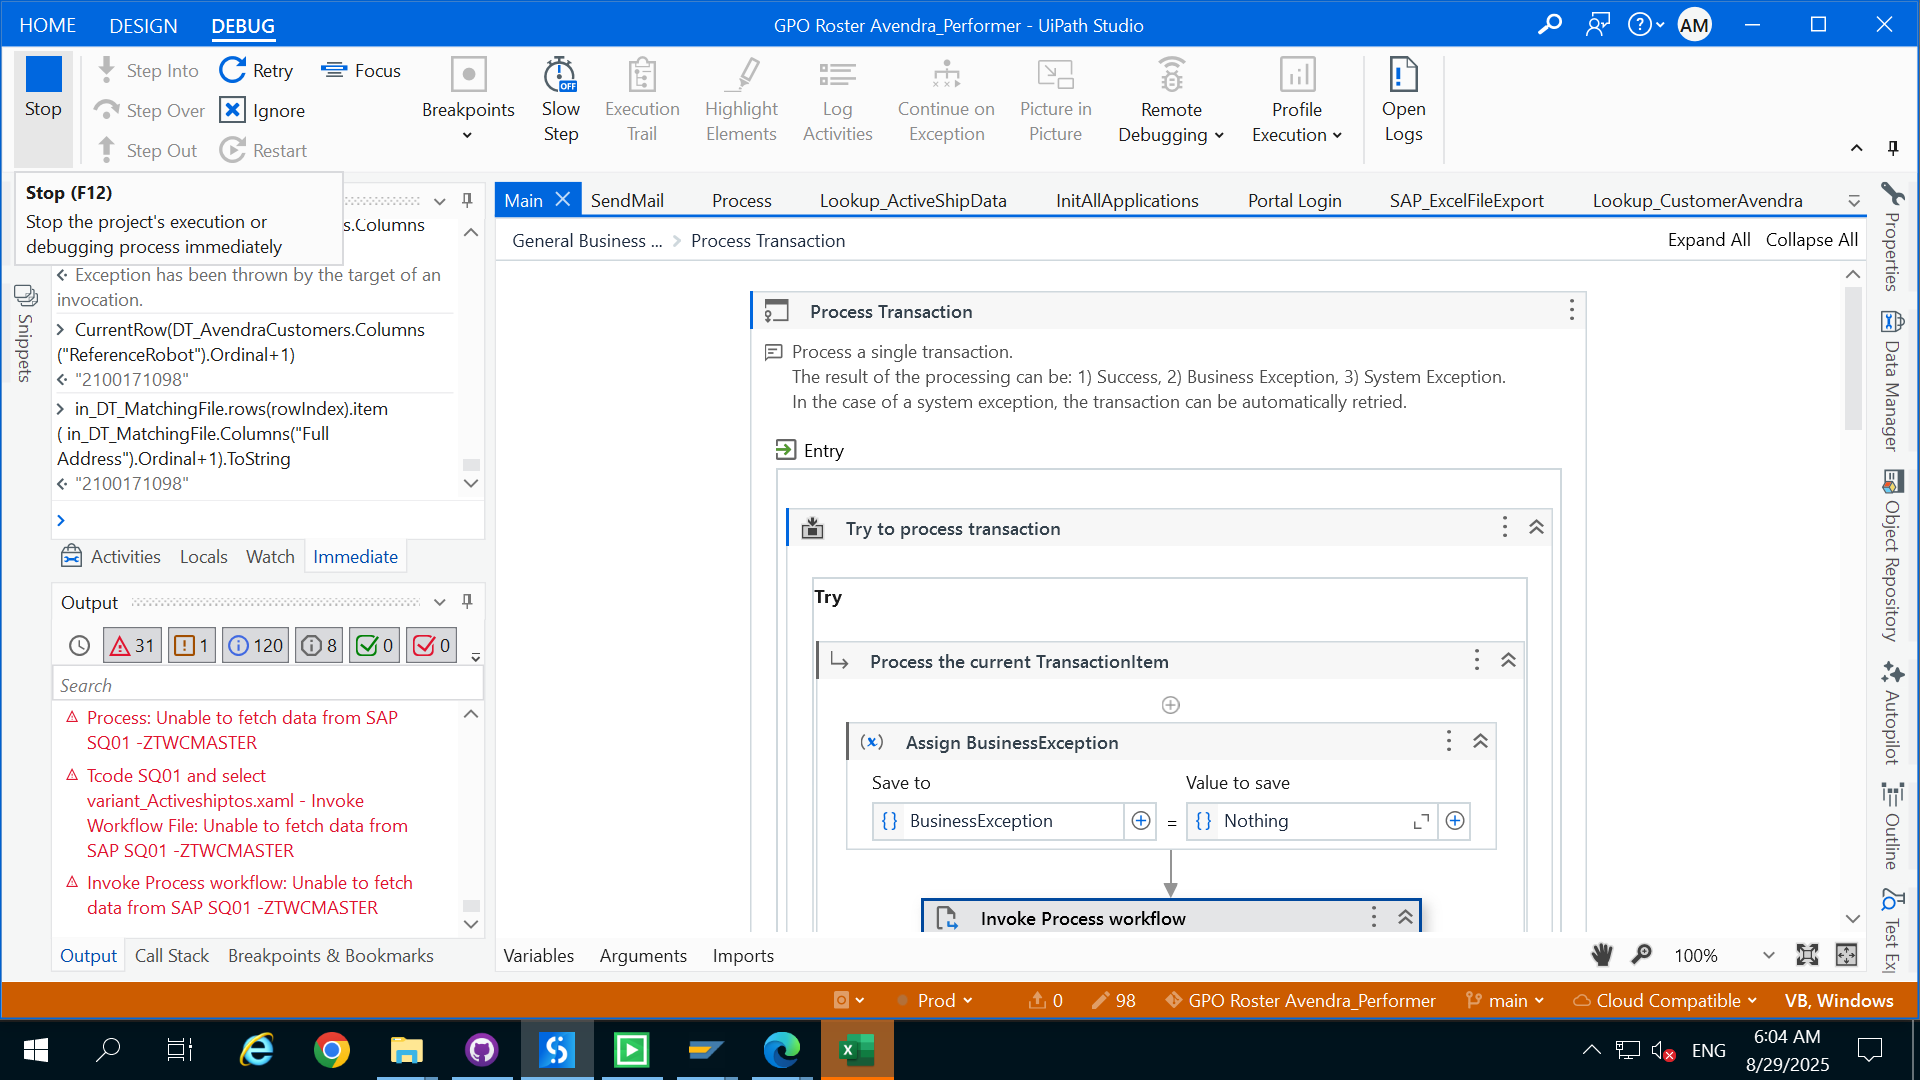 HOME
DESIGN
DEBUG
GPO Roster Avendra_Performer - UiPath Studio
AM
Stop
Step Into
Step Over
Step Out
Retry
Ignore
Restart
Focus
Breakpoints
Slow
Step
OFF
Execution
Trail
Highlight
Elements
Log
Activities
Continue on
Exception
Picture in
Picture
Remote
Debugging
Profile
Execution
Open
Logs
Stop (F12)
Stop the project's execution or
debugging process immediately
s.Columns
Exception has been thrown by the target of an
invocation.
CurrentRow(DT_AvendraCustomers.Columns
("ReferenceRobot").Ordinal+1)
"2100171098"
in_DT_MatchingFile.rows(rowIndex).item
( in_DT_MatchingFile.Columns("Full
Address").Ordinal+1).ToString
"2100171098"
Snippets
Activities
Locals
Watch
Immediate
Output
31
1
120
8
0
0
Search
Process: Unable to fetch data from SAP
SQ01 -ZTWCMASTER
Tcode SQ01 and select
variant_Activeshiptos.xaml - Invoke
Workflow File: Unable to fetch data from
SAP SQ01 -ZTWCMASTER
Invoke Process workflow: Unable to fetch
data from SAP SQ01 -ZTWCMASTER
Output
Call Stack
Breakpoints & Bookmarks
Main
SendMail
Process
Lookup_ActiveShipData
InitAllApplications
Portal Login
SAP_ExcelFileExport
Lookup_CustomerAvendra
General Business ...
Process Transaction
Expand All
Collapse All
Process Transaction
Process a single transaction.
The result of the processing can be: 1) Success, 2) Business Exception, 3) System Exception.
In the case of a system exception, the transaction can be automatically retried.
Entry
Try to process transaction
Try
Process the current TransactionItem
Assign BusinessException
Save to
Value to save
BusinessException
=
Nothing
Invoke Process workflow
Variables
Arguments
Imports
100%
Properties
Data Manager
Object Repository
Autopilot
Outline
Test Ex
Prod
0
98
GPO Roster Avendra_Performer
main
Cloud Compatible
VB, Windows
ENG
6:04 AM
8/29/2025